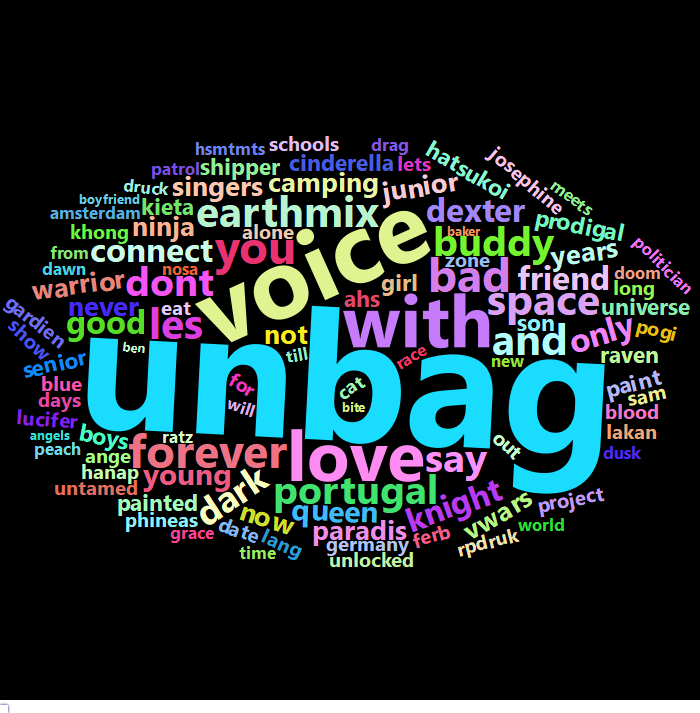 hsmtmts
schools
drag
patrol
shipper
cinderella
lets
hatsukoi
josephine
meets
druck
singers
camping
junior
boyfriend
amsterdam
kieta
earthmix
dexter
prodigal
politician
khong
ninja
alone
voice
baker
buddy
years
from
connect
you
zone
dawn
nosa
warrior
dont
girl
bad
friend
doom
long
gardien
never
eat
ahs
with
space
universe
show
good
les
not
and
son
only
pogi
senior
ben
unbag
till
race
new
raven
blue
for
cat
paint
days
will
bite
sam
lucifer
blood
angels
boys
ratz
out
lakan
peach
ange
forever
love
say
dusk
hanap
young
untamed
dark
portugal
knight
painted
now
queen
vwars
project
phineas
date
paradis
world
grace
lang
germany
ferb
rpdruk
time
unlocked